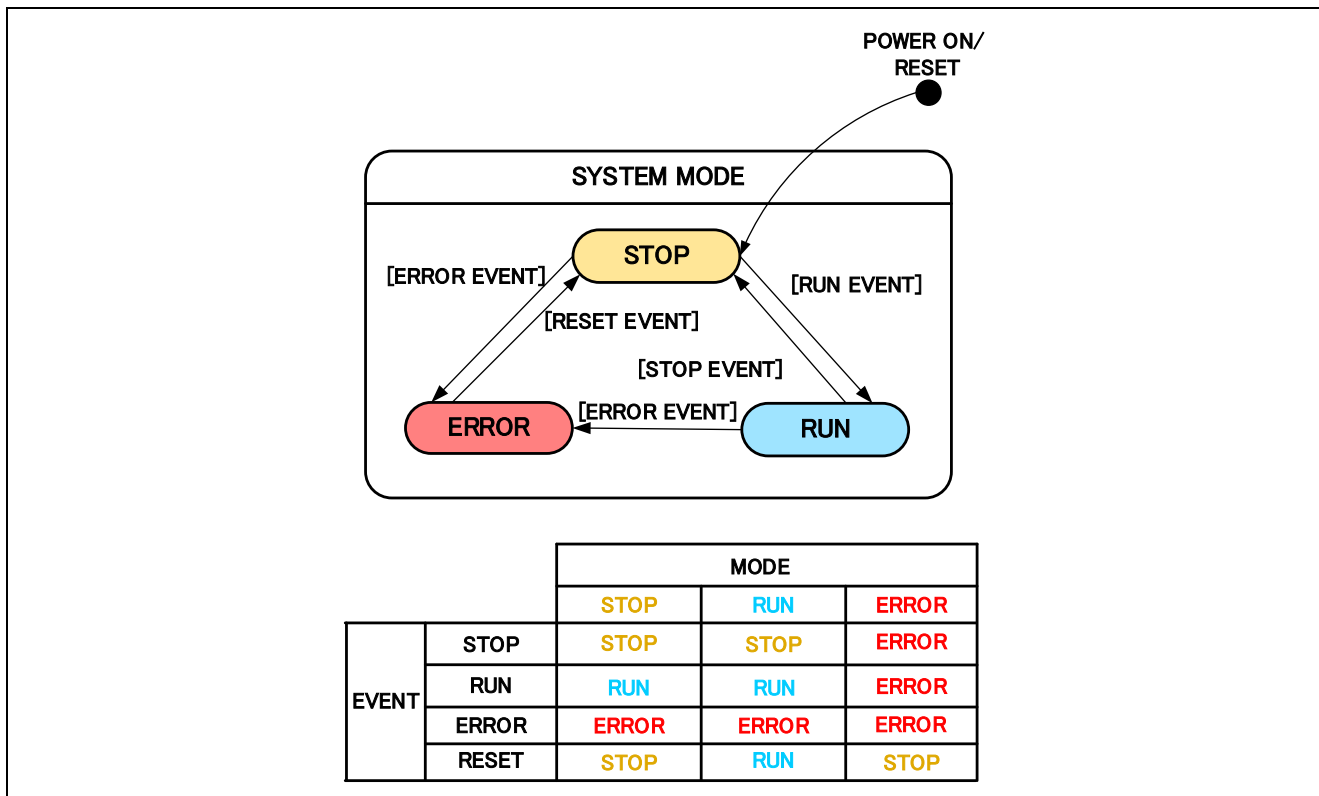 POWER ON/
RESET
SYSTEM MODE
STOP
[ERROR EVENT]
[RUN EVENT]
[RESET EVENT]
[STOP EVENT]
[ERROR EVENT]
ERROR
RUN
MODE
STOP RUN ERROR
EVENT
STOP STOP STOP ERROR
RUN RUN RUN ERROR
ERROR ERROR ERROR ERROR
RESET STOP RUN STOP